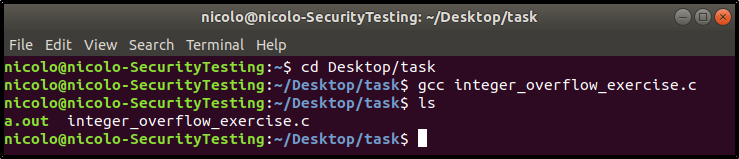 nicolo@nicolo-SecurityTesting: ~/Desktop/task
File Edit View Search Terminal Help
nicolo@nicolo-SecurityTesting:~$ cd Desktop/task
nicolo@nicolo-SecurityTesting:~/Desktop/task$ gcc integer_overflow_exercise.c
nicolo@nicolo-SecurityTesting:~/Desktop/task$ ls
a.out  integer_overflow_exercise.c
nicolo@nicolo-SecurityTesting:~/Desktop/task$